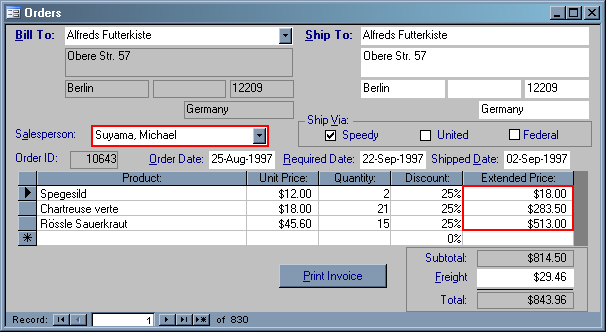 Orders
Bill To: Alfreds Futterkiste Ship To: Alfreds Futterkiste
Obere Str. 57 Obere Str. 57
Berlin 12209 Berlin 12209
Germany Germany
Ship Via:
Salesperson: Suyama, Michael Speedy United Federal
Order ID: 10643 Order Date: 25-Aug-1997 Required Date: 22-Sep-1997 Shipped Date: 02-Sep-1997
Product: Unit Price: Quantity: Discount: Extended Price:
Spegesild $12.00 2 25% $18.00
Chartreuse verte $18.00 21 25% $283.50
Rössle Sauerkraut $45.60 15 25% $513.00
0%
Subtotal: $814.50
Print Invoice Freight $29.46
Total: $843.96
Record: 1 of 830